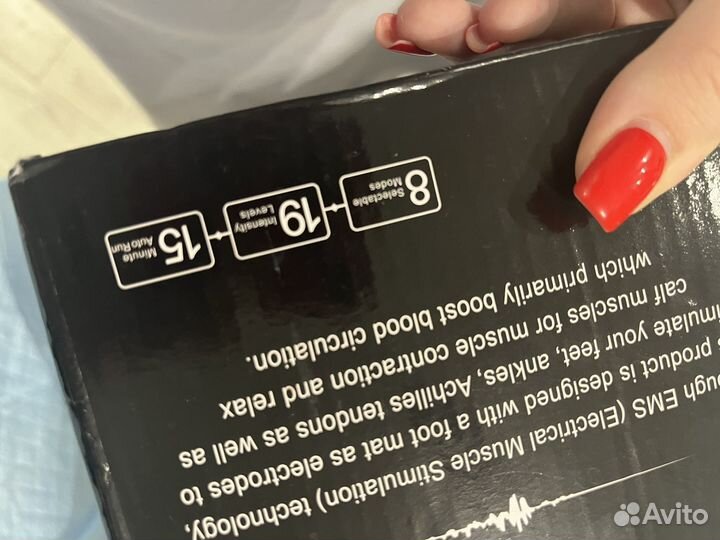 ough EMS (Electrical Muscle Stimulation) technology,
product is designed with a foot mat as electrodes to
imulate your feet, ankles, Achilles tendons as well as
calf muscles for muscle contraction and relax
which primarily boost blood circulation.
8 Selectable Modes
19 Intensity Levels
15 Minute Auto Run
Avito